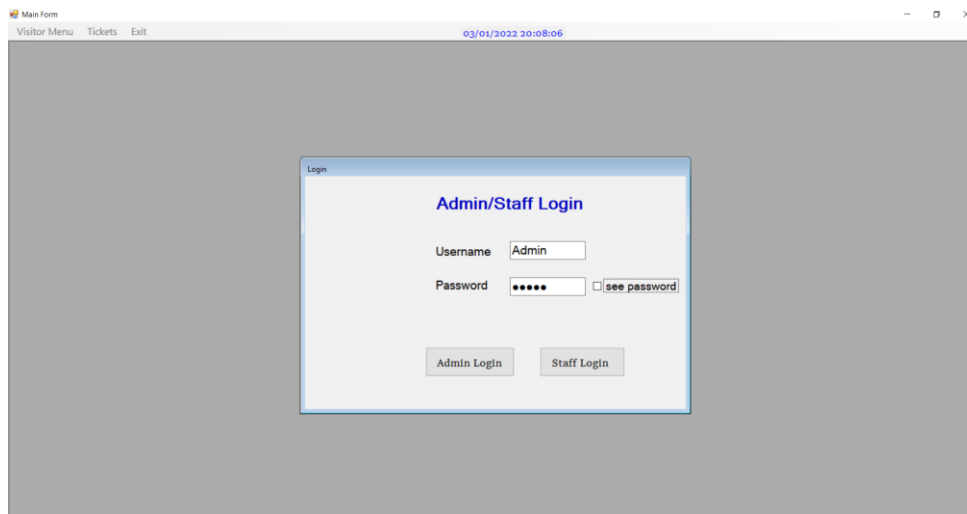 Main Form
Visitor Menu Tickets Exit 03/01/2022 20:08:06
Login
Admin/Staff Login
Username Admin
Password ●●●●● see password
Admin Login Staff Login